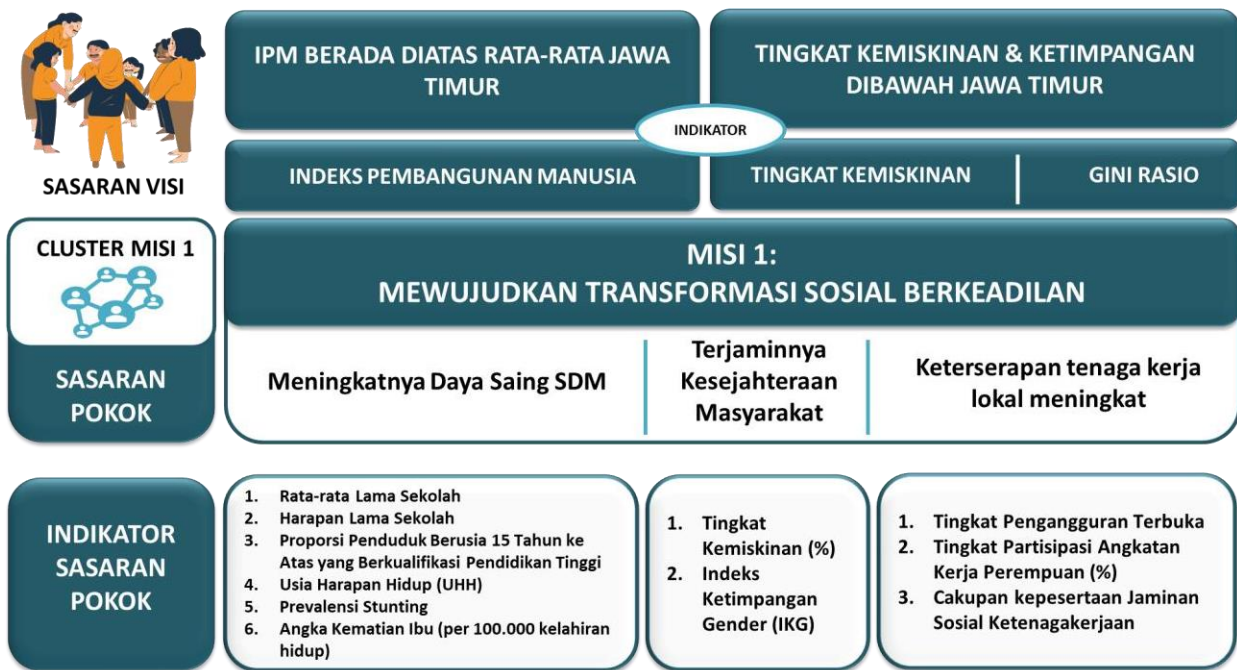 SASARAN VISI
IPM BERADA DIATAS RATA-RATA JAWA
TIMUR
TINGKAT KEMISKINAN & KETIMPANGAN
DIBAWAH JAWA TIMUR
INDIKATOR
INDEKS PEMBANGUNAN MANUSIA
TINGKAT KEMISKINAN
GINI RASIO
CLUSTER MISI 1
MISI 1:
MEWUJUDKAN TRANSFORMASI SOSIAL BERKEADILAN
SASARAN
POKOK
Meningkatnya Daya Saing SDM
Terjaminnya
Kesejahteraan
Masyarakat
Keterserapan tenaga kerja
lokal meningkat
INDIKATOR
SASARAN
POKOK
1. Rata-rata Lama Sekolah
2. Harapan Lama Sekolah
3. Proporsi Penduduk Berusia 15 Tahun ke
Atas yang Berkualifikasi Pendidikan Tinggi
4. Usia Harapan Hidup (UHH)
5. Prevalensi Stunting
6. Angka Kematian Ibu (per 100.000 kelahiran
hidup)
1. Tingkat
Kemiskinan (%)
2. Indeks
Ketimpangan
Gender (IKG)
1. Tingkat Pengangguran Terbuka
2. Tingkat Partisipasi Angkatan
Kerja Perempuan (%)
3. Cakupan kepesertaan Jaminan
Sosial Ketenagakerjaan